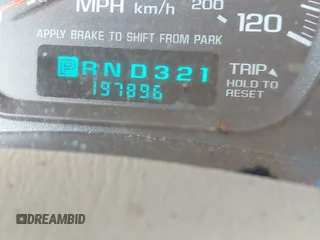 MPH km/h 200 120
APPLY BRAKE TO SHIFT FROM PARK
PRND321 TRIP
197896 HOLD TO
RESET
DREAMBID